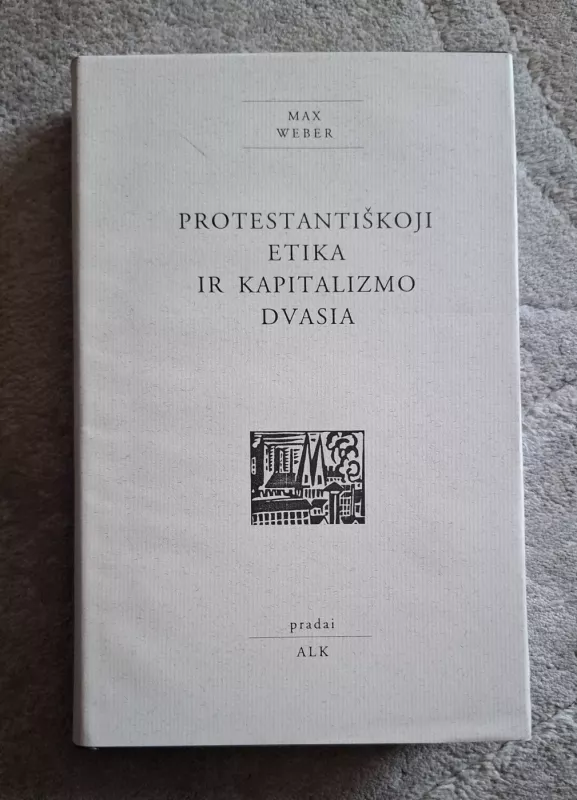 MAX
WEBER
PROTESTANTIŠKOJI
ETIKA
IR KAPITALIZMO
DVASIA
pradai
ALK